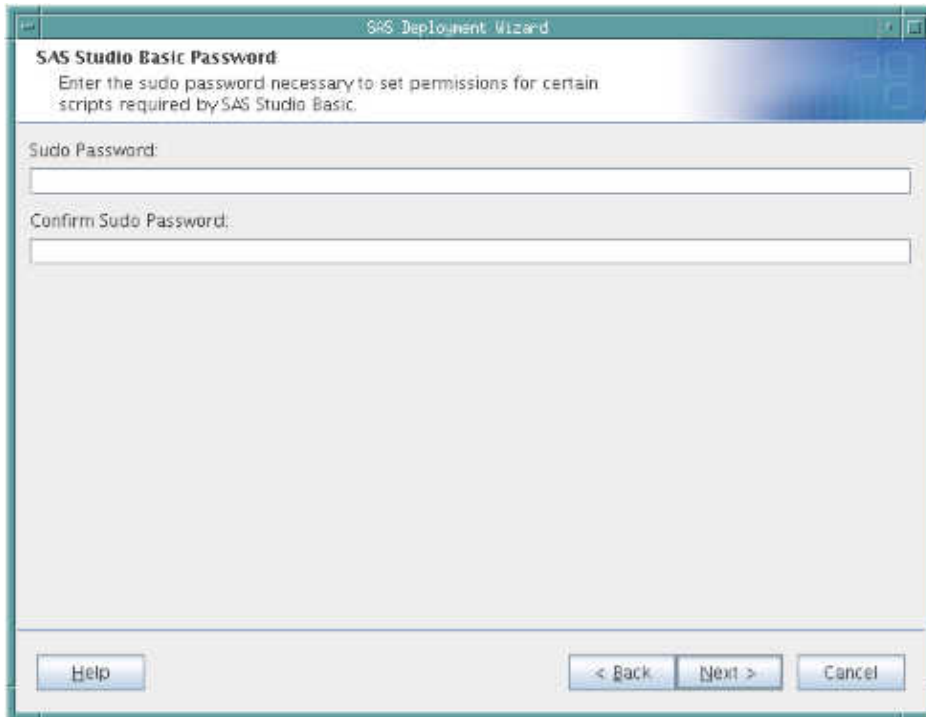 SAS Deployment Wizard
SAS Studio Basic Password
Enter the sudo password necessary to set permissions for certain
scripts required by SAS Studio Basic.
Sudo Password:
Confirm Sudo Password:
Help
< Back
Next >
Cancel